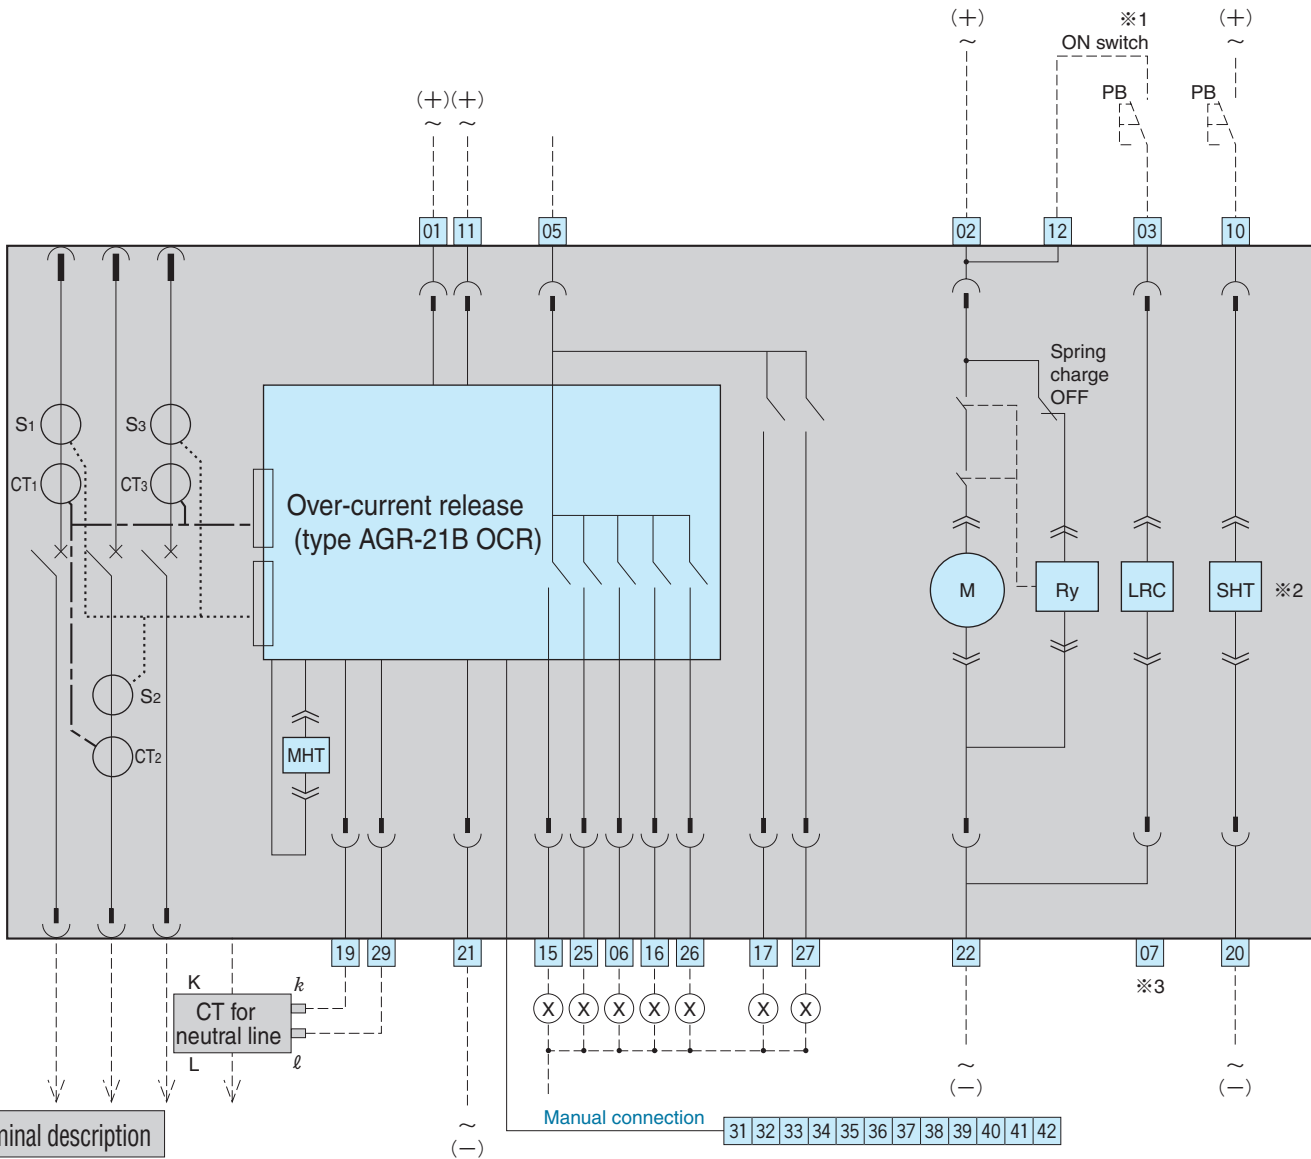 (+) ※1 (+)
~ ON switch ~
PB PB
(+) (+)
~ ~
01 11 05 02 12 03 10
Spring
charge
OFF
S1 S3
CT1 CT3
Over-current release
(type AGR-21B OCR)
M Ry LRC SHT ※2
S2
MHT
CT2
19 29 21 15 25 06 16 26 17 27 22 07 20
K k ※3
CT for
neutral line
X X X X X X X
L ℓ
~ ~
(−) (−)
Manual connection
31 32 33 34 35 36 37 38 39 40 41 42
minal description
~
(−)